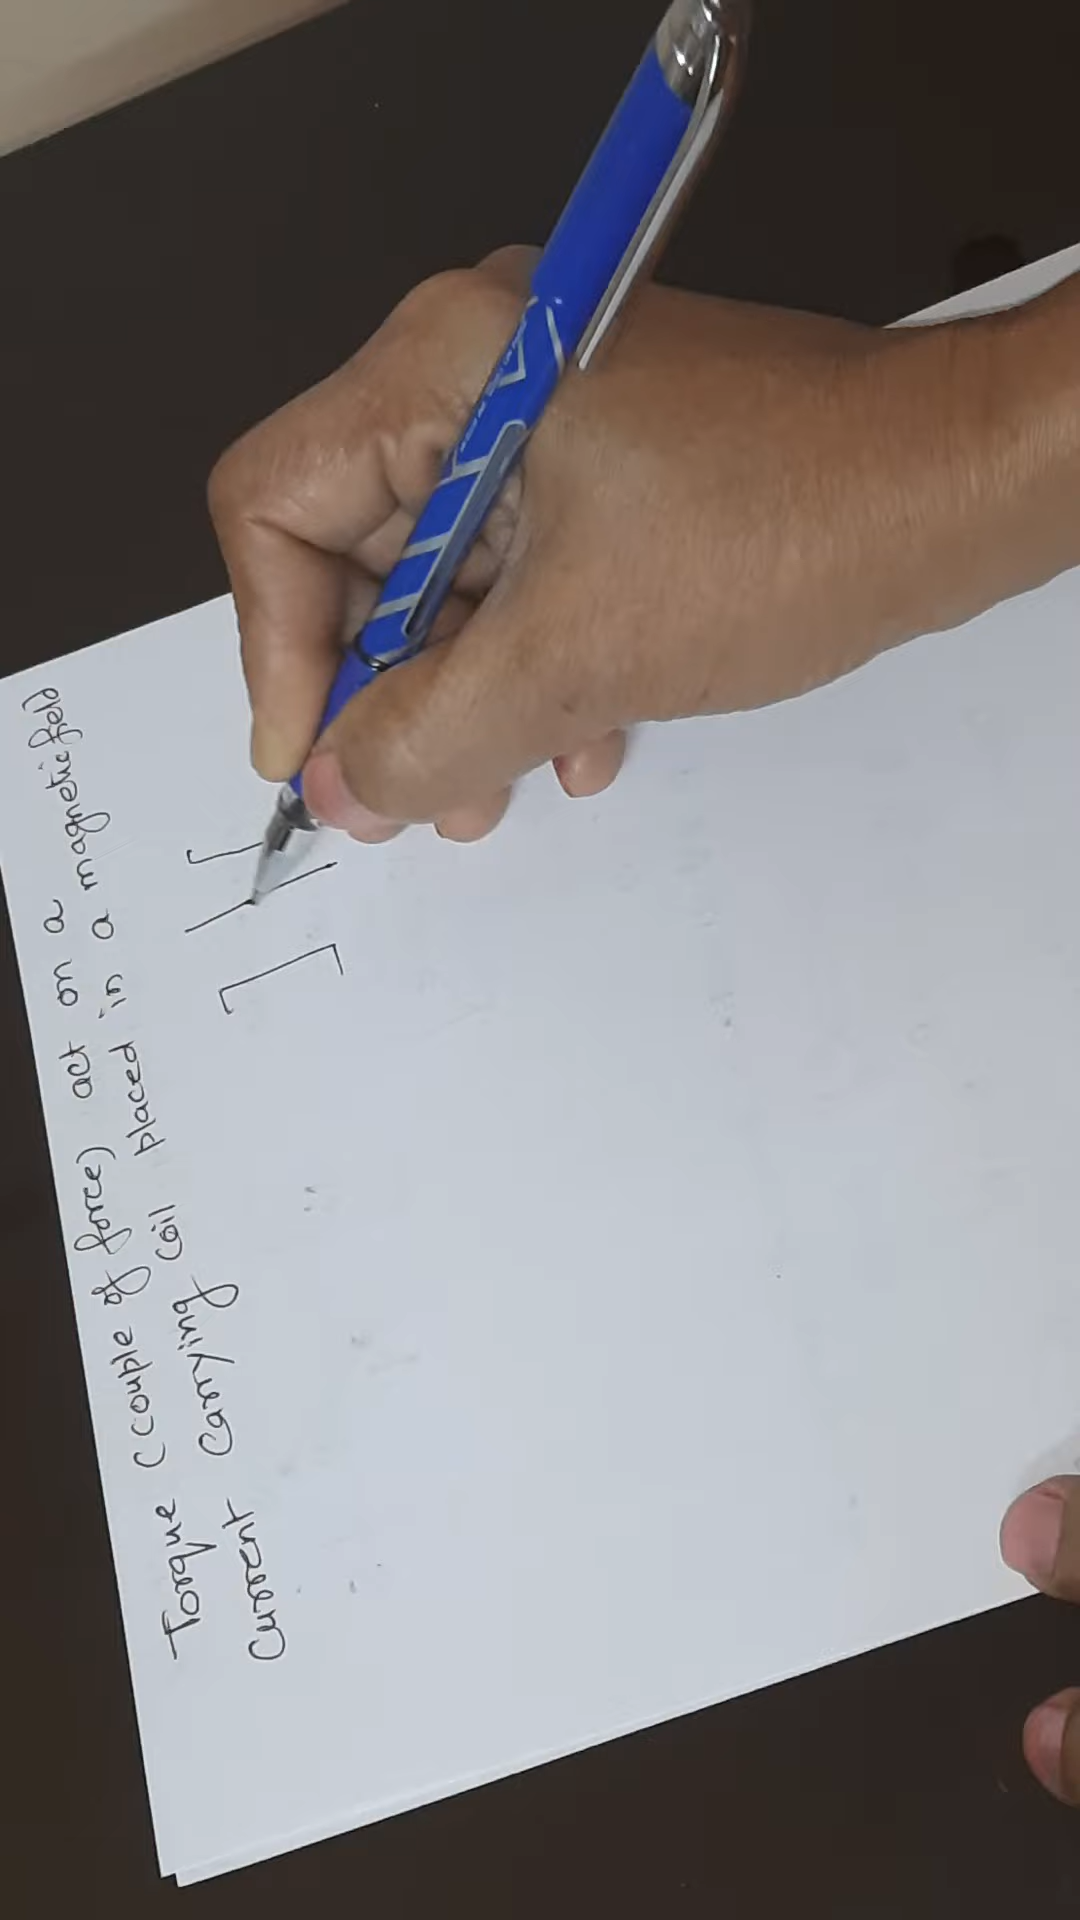 Torque (couple of force) act on a
current carrying coil placed in a magnetic field